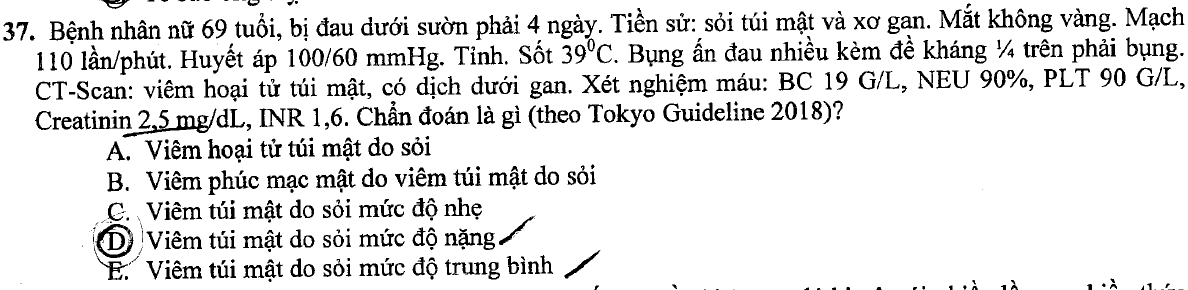 37. Bệnh nhân nữ 69 tuổi, bị đau dưới sườn phải 4 ngày. Tiền sử: sỏi túi mật và xơ gan. Mắt không vàng. Mạch
110 lần/phút. Huyết áp 100/60 mmHg. Tỉnh. Sốt 39⁰C. Bụng ấn đau nhiều kèm đề kháng ¼ trên phải bụng.
CT-Scan: viêm hoại tử túi mật, có dịch dưới gan. Xét nghiệm máu: BC 19 G/L, NEU 90%, PLT 90 G/L,
Creatinin 2,5 mg/dL, INR 1,6. Chẩn đoán là gì (theo Tokyo Guideline 2018)?
A. Viêm hoại tử túi mật do sỏi
B. Viêm phúc mạc mật do viêm túi mật do sỏi
C. Viêm túi mật do sỏi mức độ nhẹ
D Viêm túi mật do sỏi mức độ nặng
E. Viêm túi mật do sỏi mức độ trung bình